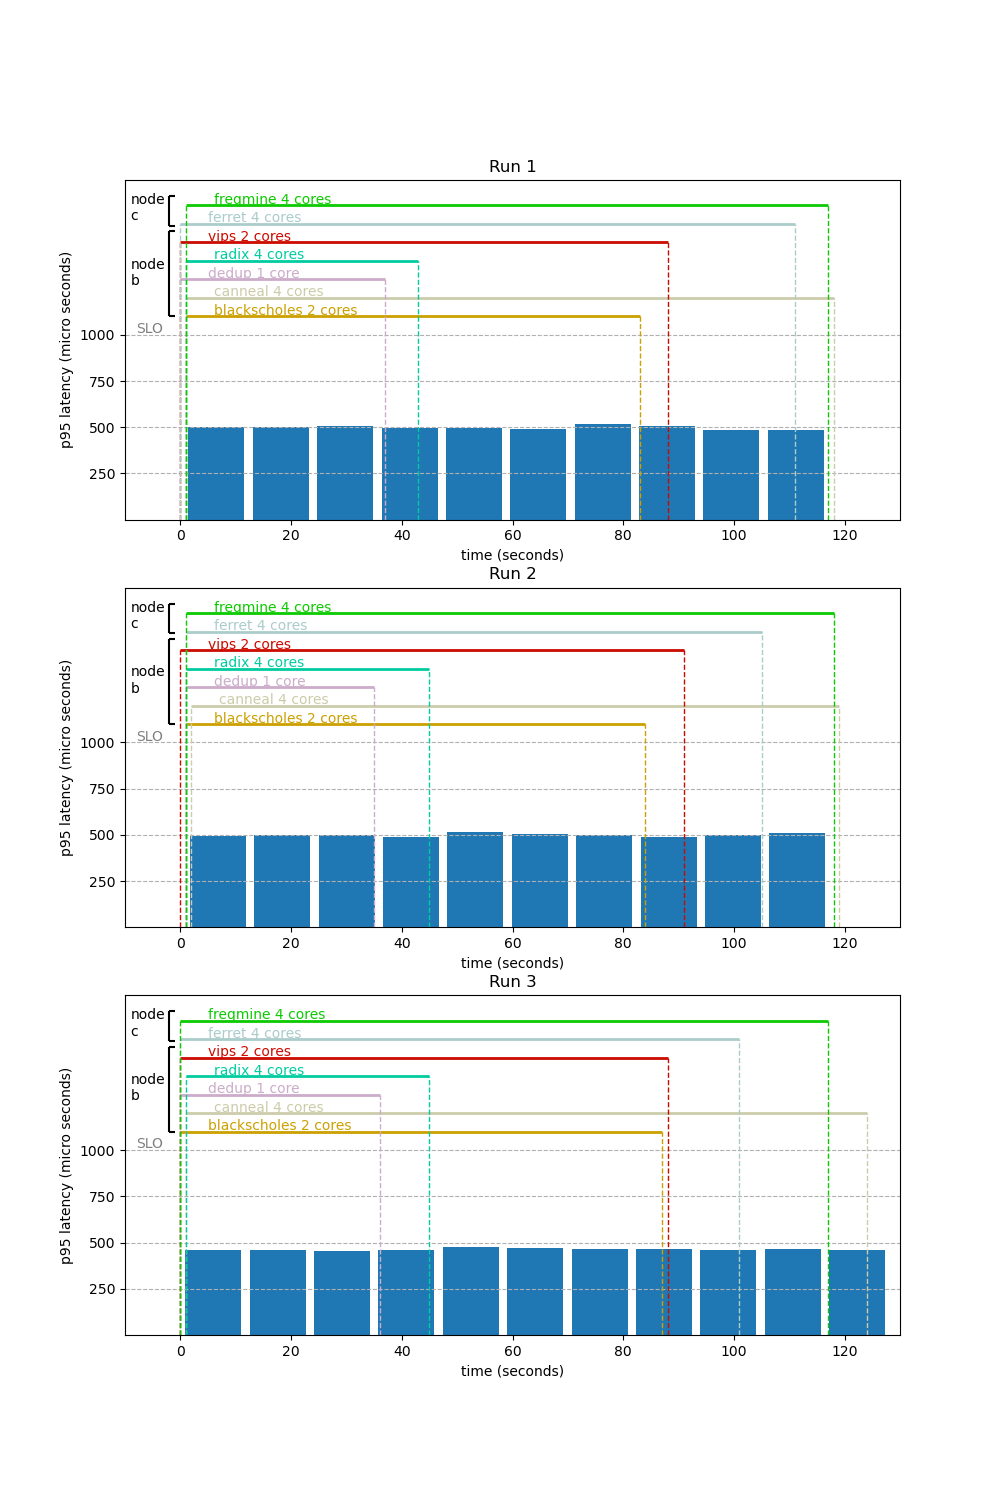 Run 1
node
c
freqmine 4 cores
ferret 4 cores
node
b
vips 2 cores
radix 4 cores
dedup 1 core
canneal 4 cores
blackscholes 2 cores
SLO
p95 latency (micro seconds)
1000
750
500
250
0 20 40 60 80 100 120
time (seconds)
Run 2
node
c
freqmine 4 cores
ferret 4 cores
node
b
vips 2 cores
radix 4 cores
dedup 1 core
canneal 4 cores
blackscholes 2 cores
SLO
p95 latency (micro seconds)
1000
750
500
250
0 20 40 60 80 100 120
time (seconds)
Run 3
node
c
freqmine 4 cores
ferret 4 cores
node
b
vips 2 cores
radix 4 cores
dedup 1 core
canneal 4 cores
blackscholes 2 cores
SLO
p95 latency (micro seconds)
1000
750
500
250
0 20 40 60 80 100 120
time (seconds)